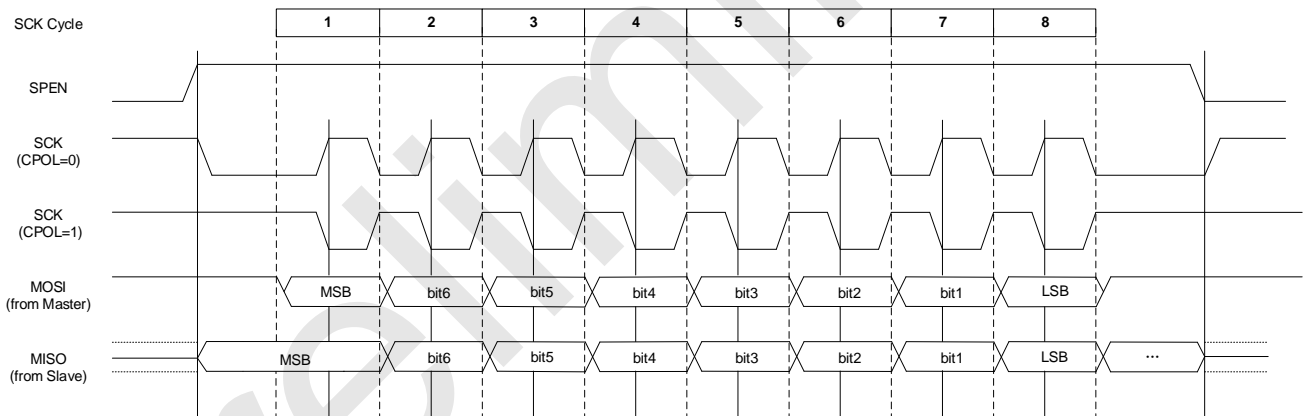 SCK Cycle 1 2 3 4 5 6 7 8
SPEN
SCK
(CPOL=0)
SCK
(CPOL=1)
MOSI
(from Master)
MSB bit6 bit5 bit4 bit3 bit2 bit1 LSB
MISO
(from Slave)
MSB bit6 bit5 bit4 bit3 bit2 bit1 LSB ...